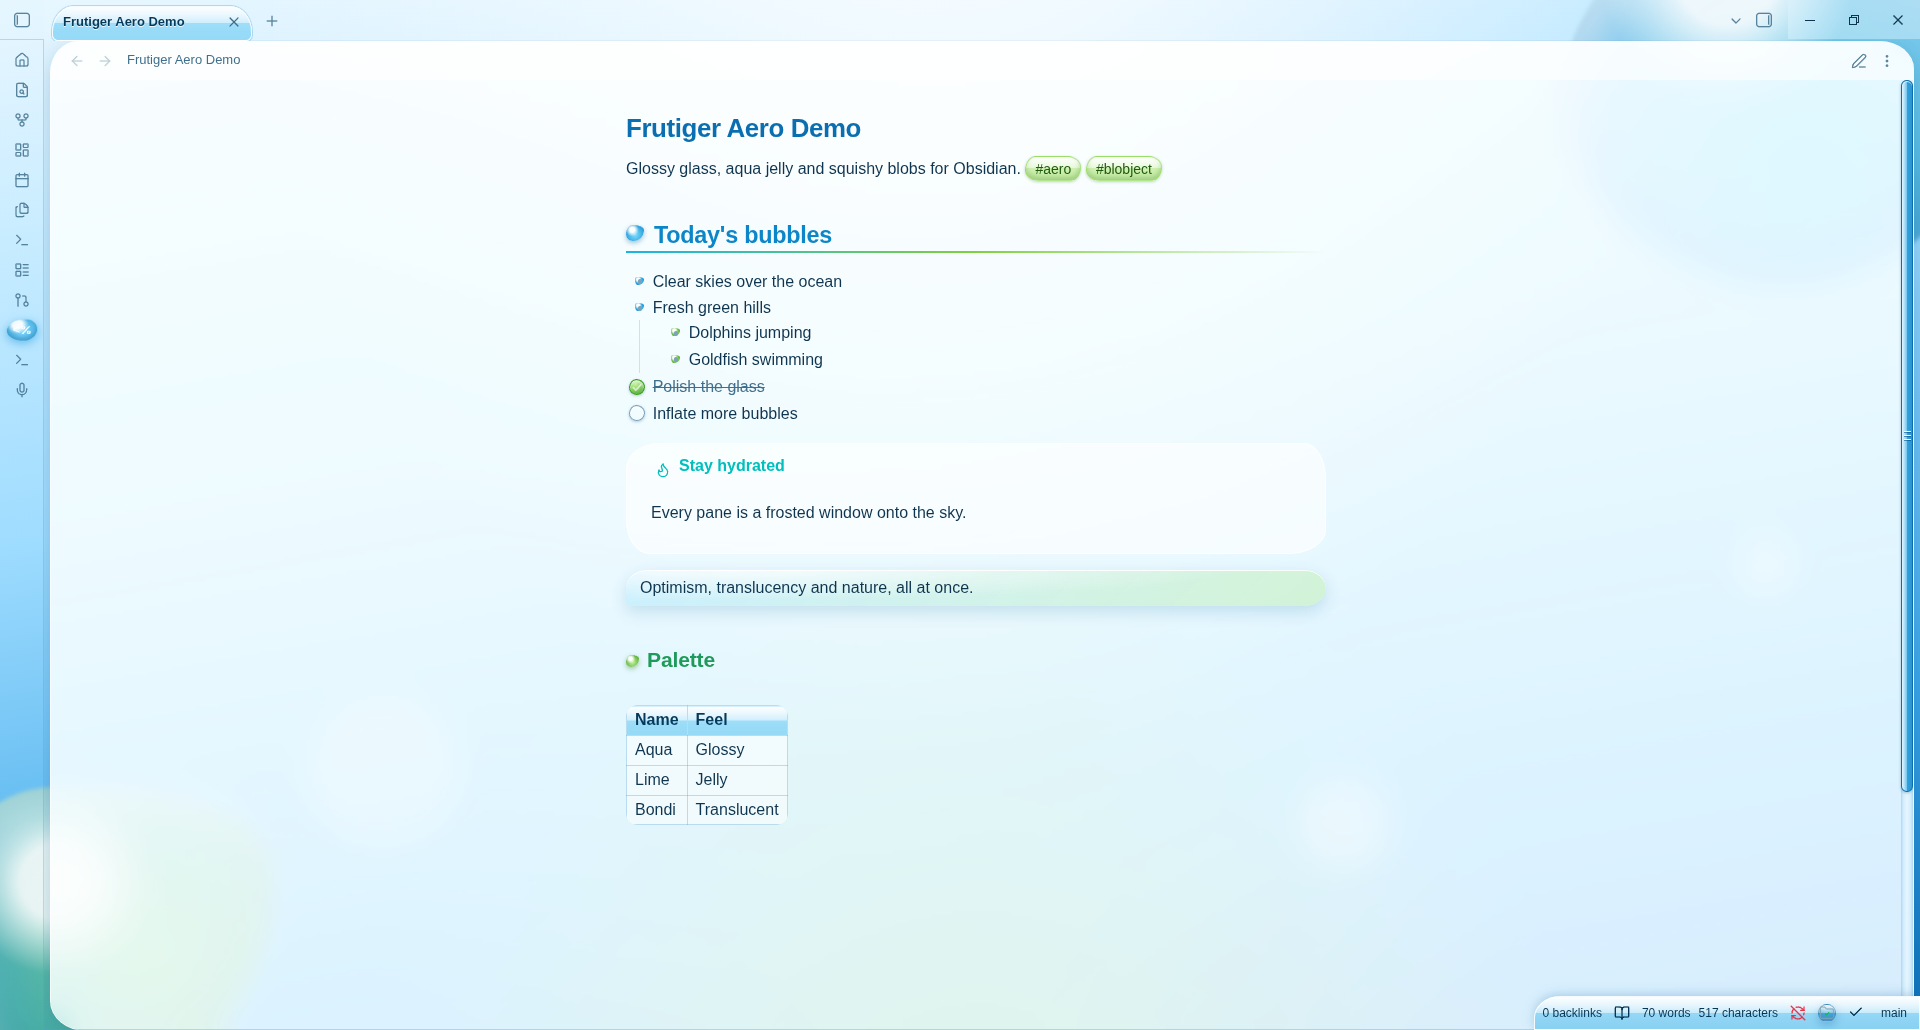 Frutiger Aero Demo
Frutiger Aero Demo
Frutiger Aero Demo
Glossy glass, aqua jelly and squishy blobs for Obsidian. #aero #blobject
Today's bubbles
Clear skies over the ocean
Fresh green hills
Dolphins jumping
Goldfish swimming
Polish the glass
Inflate more bubbles
Stay hydrated
Every pane is a frosted window onto the sky.
Optimism, translucency and nature, all at once.
Palette
Name Feel
Aqua Glossy
Lime Jelly
Bondi Translucent
0 backlinks 70 words 517 characters main